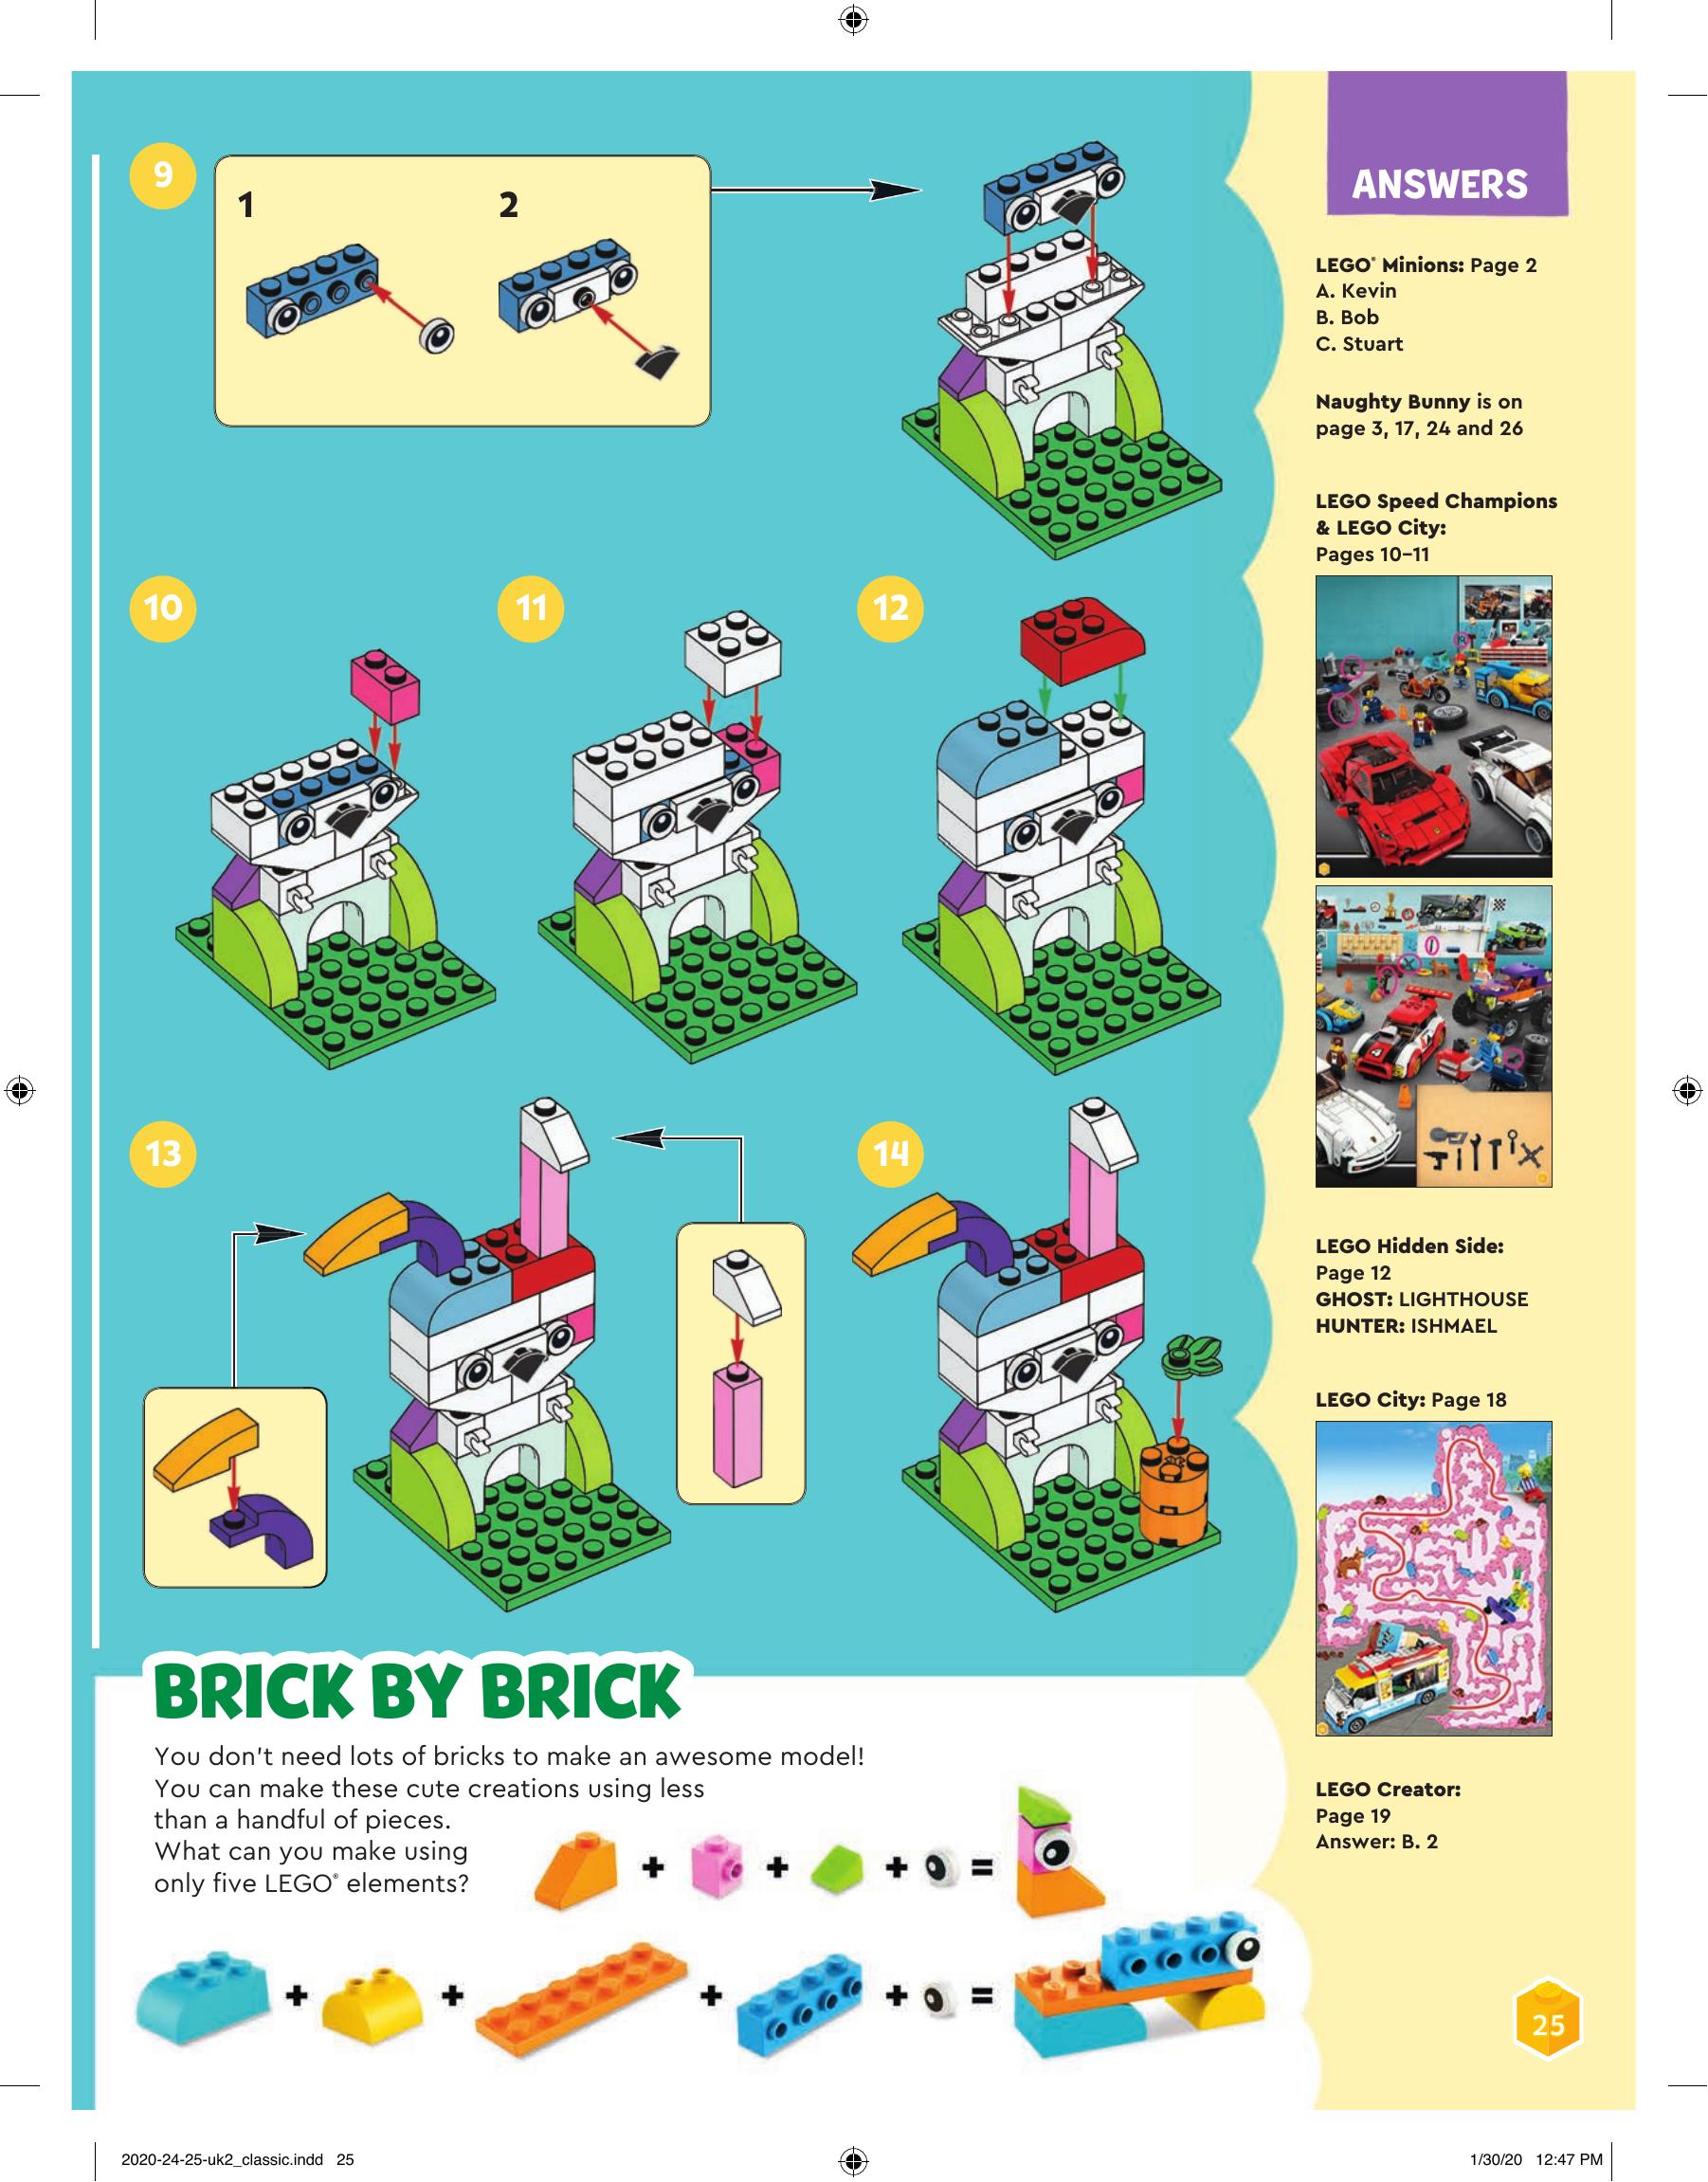 9
1
2
10
11
12
13
14
BRICK BY BRICK
You don't need lots of bricks to make an awesome model!
You can make these cute creations using less
than a handful of pieces.
What can you make using
only five LEGO® elements?
+ + + =
+ + + + =
ANSWERS
LEGO® Minions: Page 2
A. Kevin
B. Bob
C. Stuart
Naughty Bunny is on
page 3, 17, 24 and 26
LEGO Speed Champions
& LEGO City:
Pages 10–11
LEGO Hidden Side:
Page 12
GHOST: LIGHTHOUSE
HUNTER: ISHMAEL
LEGO City: Page 18
LEGO Creator:
Page 19
Answer: B. 2
25
2020-24-25-uk2_classic.indd 25
1/30/20 12:47 PM